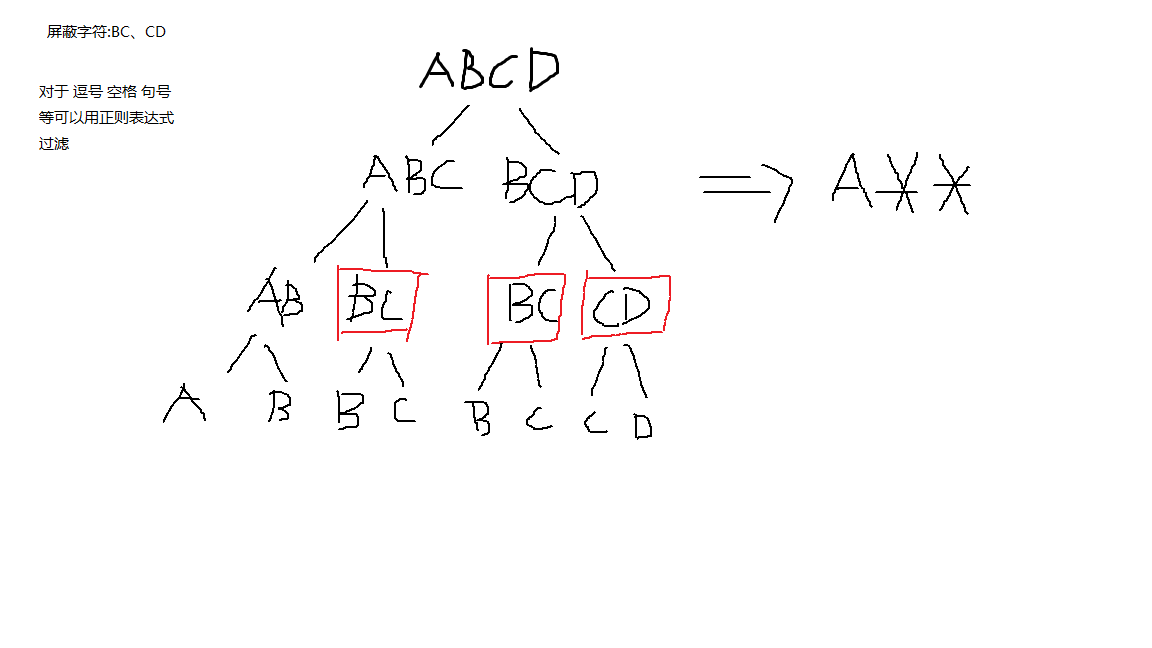 屏蔽字符:BC、CD
对于 逗号 空格 句号
等可以用正则表达式
过滤
ABCD
ABC BCD => A**
AB BC BC CD
A B B C B C C D